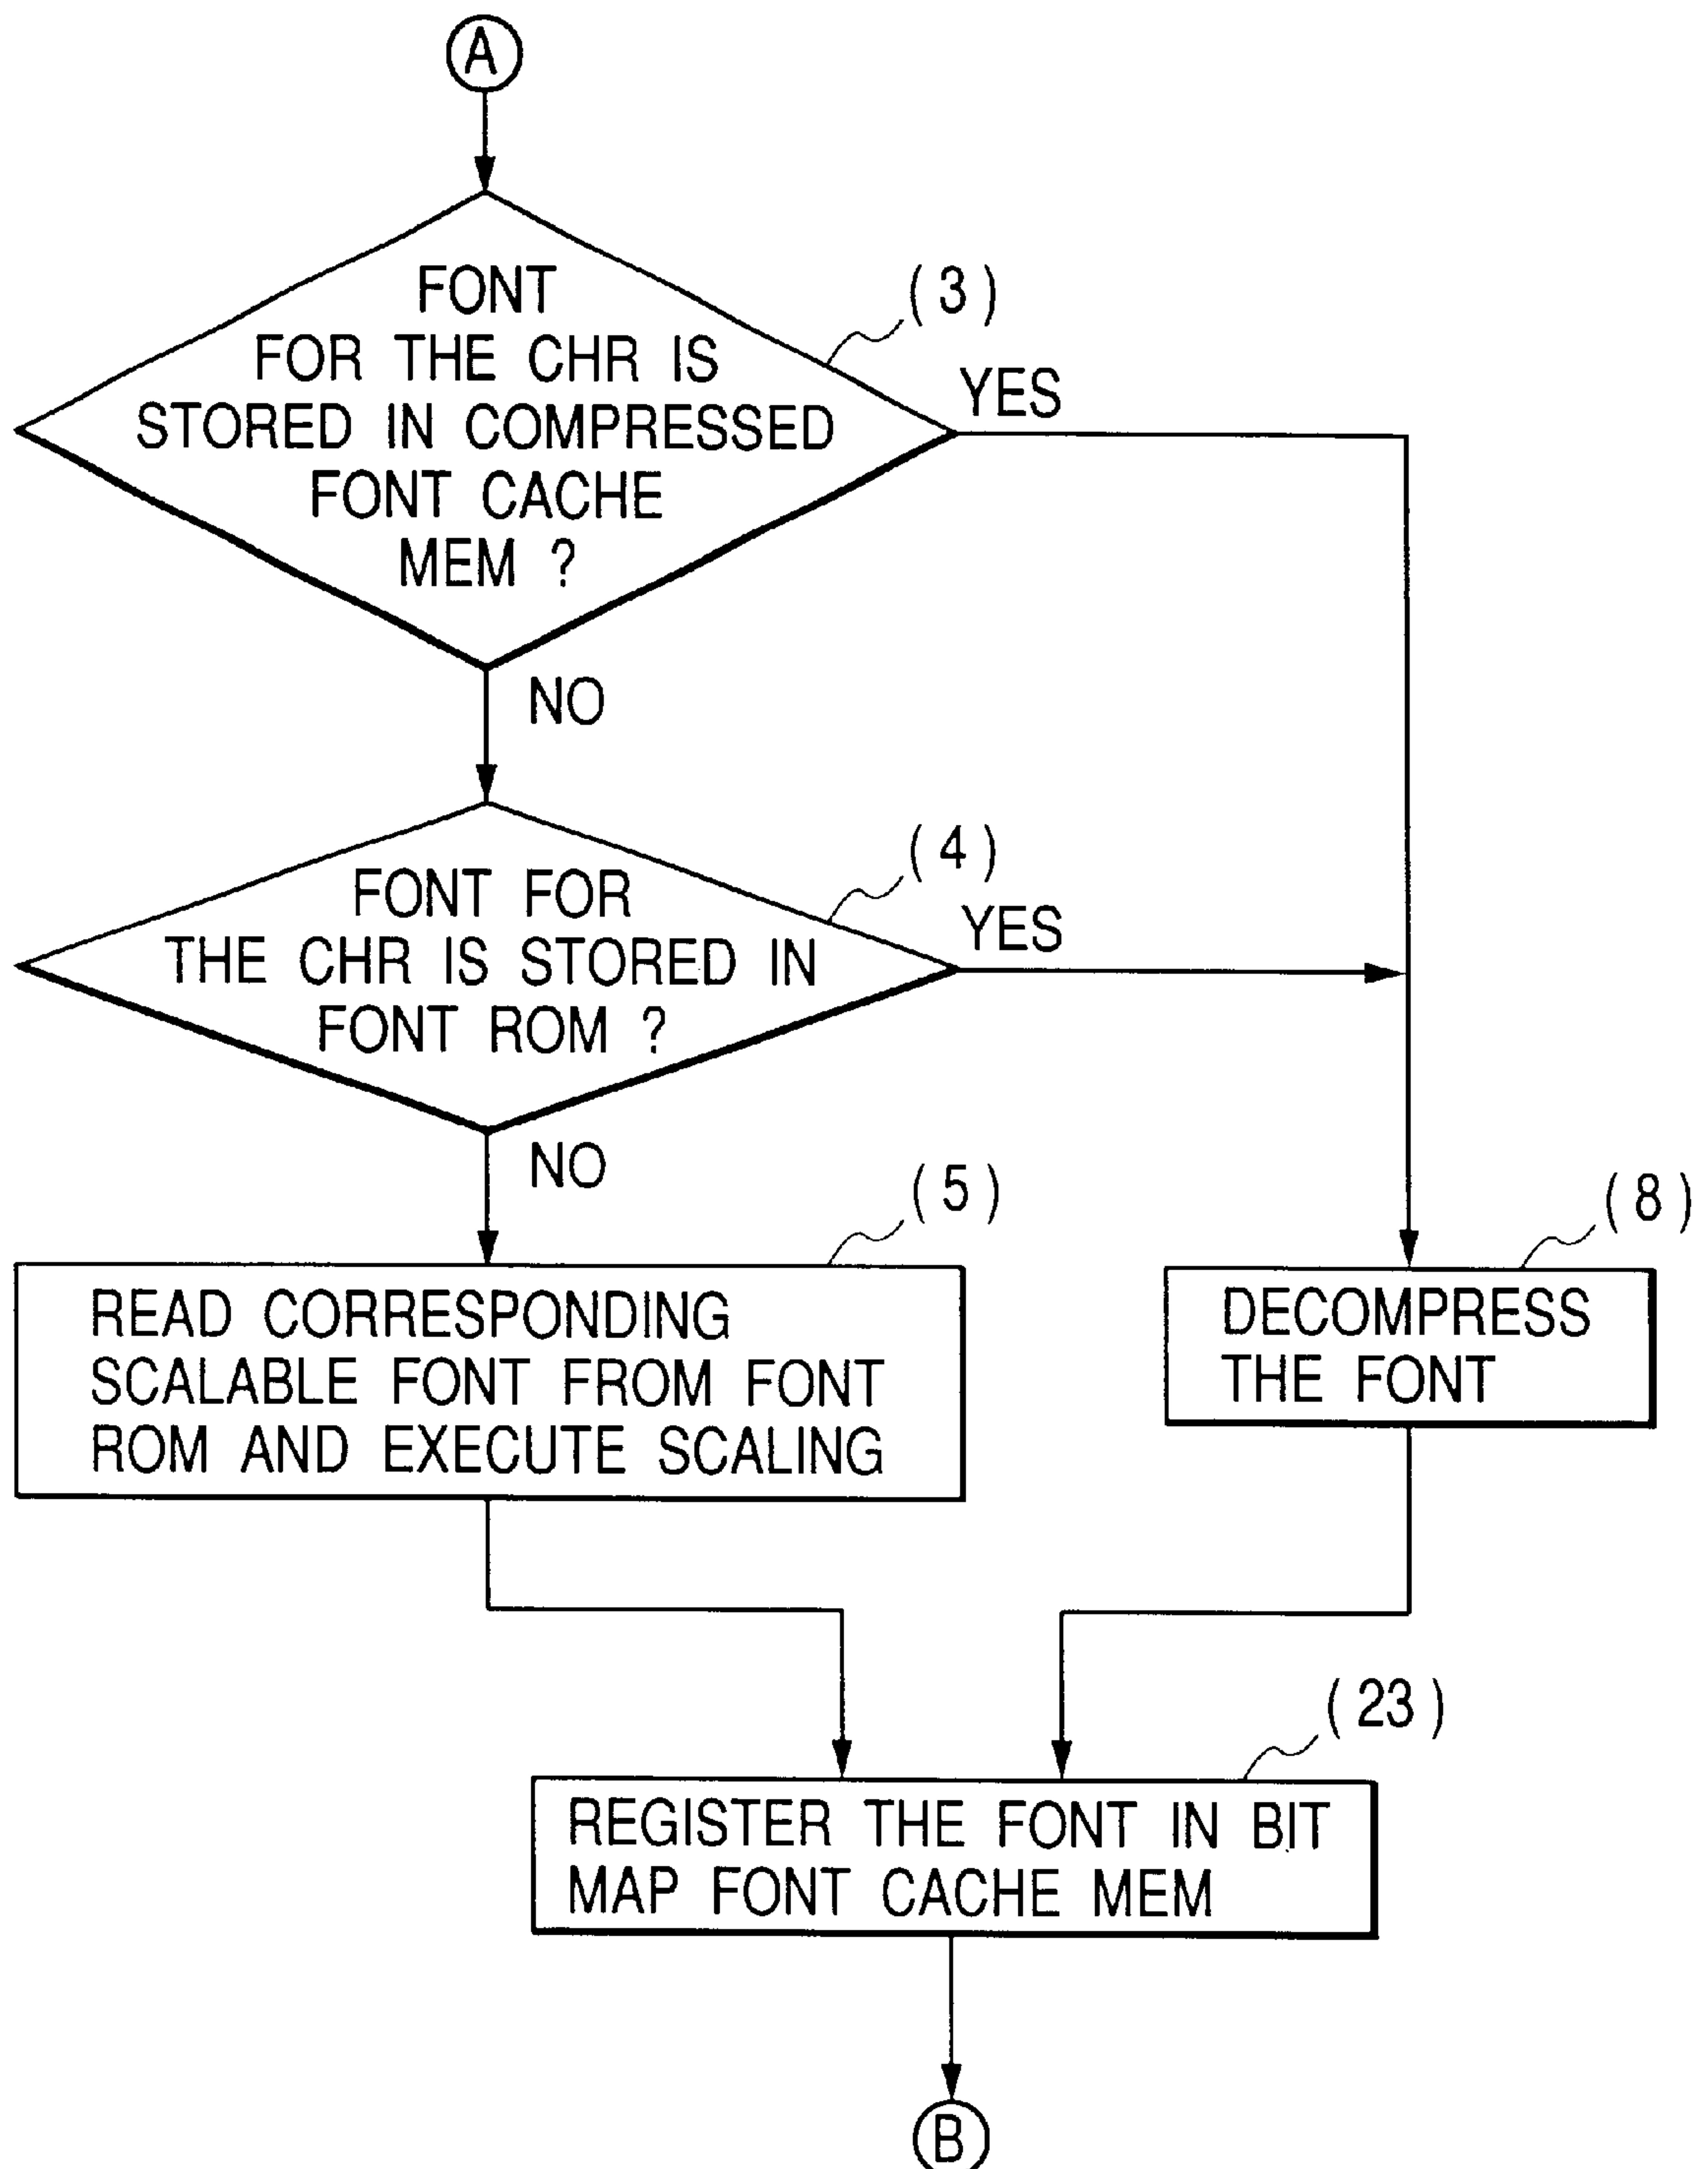 A
FONT
FOR THE CHR IS
STORED IN COMPRESSED
FONT CACHE
MEM ?
(3)
YES
NO
FONT FOR
THE CHR IS STORED IN
FONT ROM ?
(4)
YES
NO
(5)
READ CORRESPONDING
SCALABLE FONT FROM FONT
ROM AND EXECUTE SCALING
(8)
DECOMPRESS
THE FONT
(23)
REGISTER THE FONT IN BIT
MAP FONT CACHE MEM
B